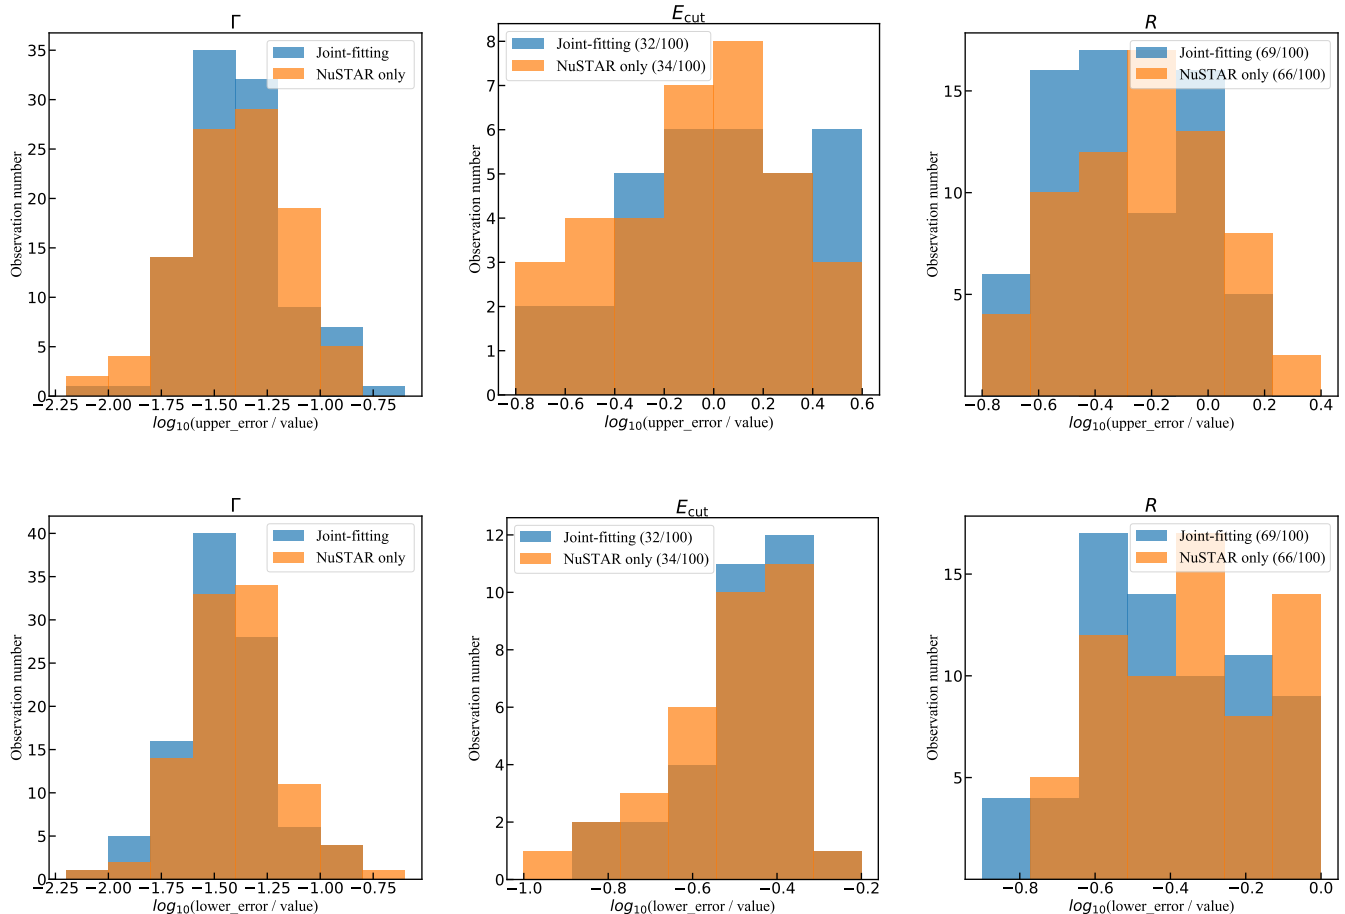 Γ
Joint-fitting
NuSTAR only
Observation number
35
30
25
20
15
10
5
0
−2.25 −2.00 −1.75 −1.50 −1.25 −1.00 −0.75
log10(upper_error / value)
Ecut
Joint-fitting (32/100)
NuSTAR only (34/100)
Observation number
8
7
6
5
4
3
2
1
0
−0.8 −0.6 −0.4 −0.2 0.0 0.2 0.4 0.6
log10(upper_error / value)
R
Joint-fitting (69/100)
NuSTAR only (66/100)
Observation number
15
10
5
−0.8 −0.6 −0.4 −0.2 0.0 0.2 0.4
log10(upper_error / value)
Γ
Joint-fitting
NuSTAR only
Observation number
40
35
30
25
20
15
10
5
0
−2.25 −2.00 −1.75 −1.50 −1.25 −1.00 −0.75
log10(lower_error / value)
Ecut
Joint-fitting (32/100)
NuSTAR only (34/100)
Observation number
12
10
8
6
4
2
0
−1.0 −0.8 −0.6 −0.4 −0.2
log10(lower_error / value)
R
Joint-fitting (69/100)
NuSTAR only (66/100)
Observation number
15
10
5
−0.8 −0.6 −0.4 −0.2 0.0
log10(lower_error / value)